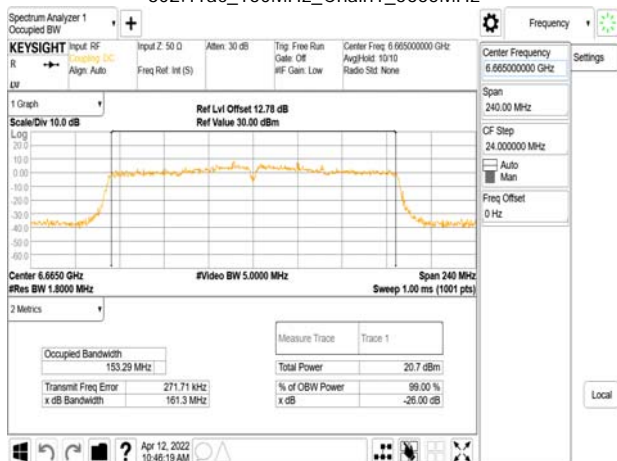 Spectrum Analyzer 1
Occupied BW
+
Frequency
KEYSIGHT
R
LM
Input: RF
Coupling: DC
Align: Auto
Input Z: 50 Ω
Freq Ref: Int (S)
Atten: 30 dB
Trig: Free Run
Gate: Off
#IF Gain: Low
Center Freq: 6.665000000 GHz
Avg|Hold: 10/10
Radio Std: None
Center Frequency
6.665000000 GHz
Settings
Span
240.00 MHz
CF Step
24.000000 MHz
Auto
Man
Freq Offset
0 Hz
Local
1 Graph
Scale/Div 10.0 dB
Ref Lvl Offset 12.78 dB
Ref Value 30.00 dBm
Log
20.0
10.0
0.00
-10.0
-20.0
-30.0
-40.0
-50.0
Center 6.6650 GHz
#Res BW 1.8000 MHz
#Video BW 5.0000 MHz
Span 240 MHz
Sweep 1.00 ms (1001 pts)
2 Metrics
Measure Trace Trace 1
Occupied Bandwidth
153.29 MHz
Total Power 20.7 dBm
Transmit Freq Error 271.71 kHz
% of OBW Power 99.00 %
x dB Bandwidth 161.3 MHz
x dB -26.00 dB
?
Apr 12, 2022
10:46:19 AM